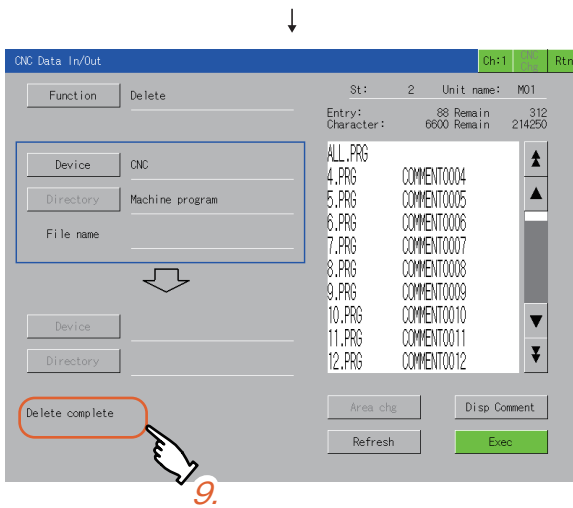 CNC Data In/Out Ch:1 CNC Chg Rtn
Function Delete
St: 2 Unit name: M01
Entry: 88 Remain 312
Character: 6600 Remain 214250
Device CNC
Directory Machine program
File name
ALL.PRG
4.PRG COMMENT0004
5.PRG COMMENT0005
6.PRG COMMENT0006
7.PRG COMMENT0007
8.PRG COMMENT0008
9.PRG COMMENT0009
10.PRG COMMENT0010
11.PRG COMMENT0011
12.PRG COMMENT0012
Device
Directory
Delete complete
Area chg Disp Comment
Refresh Exec
9.